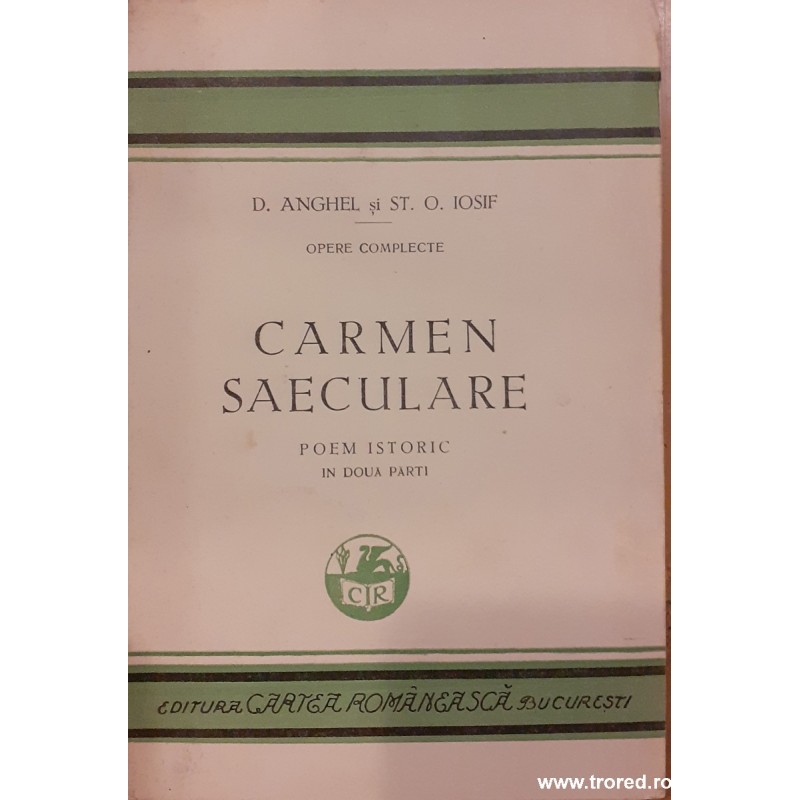 D. ANGHEL și ST. O. IOSIF
OPERE COMPLECTE
CARMEN
SAECULARE
POEM ISTORIC
IN DOUA PARTI
CR
EDITURA CARTEA ROMÂNEASCĂ BUCUREȘTI
www.trored.ro